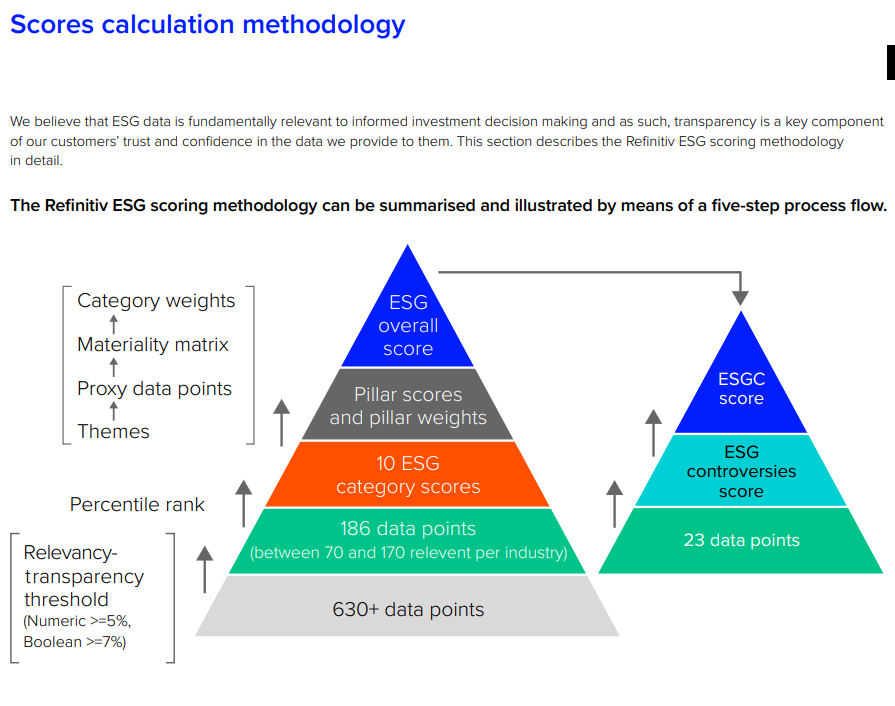 Scores calculation methodology
We believe that ESG data is fundamentally relevant to informed investment decision making and as such, transparency is a key component
of our customers’ trust and confidence in the data we provide to them. This section describes the Refinitiv ESG scoring methodology
in detail.
The Refinitiv ESG scoring methodology can be summarised and illustrated by means of a five-step process flow.
Category weights
Materiality matrix
Proxy data points
Themes
Percentile rank
Relevancy-
transparency
threshold
(Numeric >=5%,
Boolean >=7%)
ESG
overall
score
Pillar scores
and pillar weights
10 ESG
category scores
186 data points
(between 70 and 170 relevent per industry)
630+ data points
ESGC
score
ESG
controversies
score
23 data points